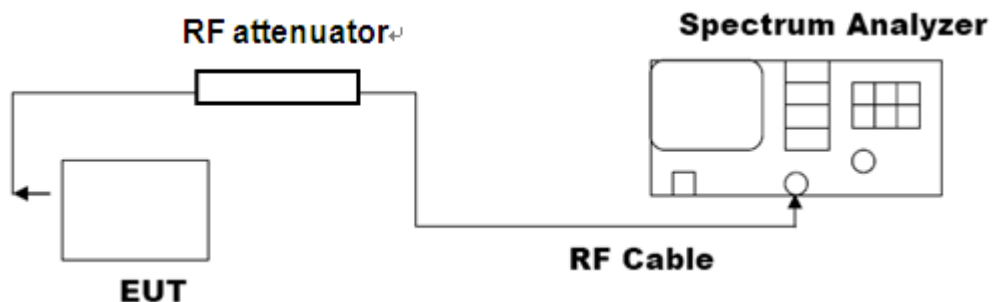 RF attenuator↵
Spectrum Analyzer
RF Cable
EUT